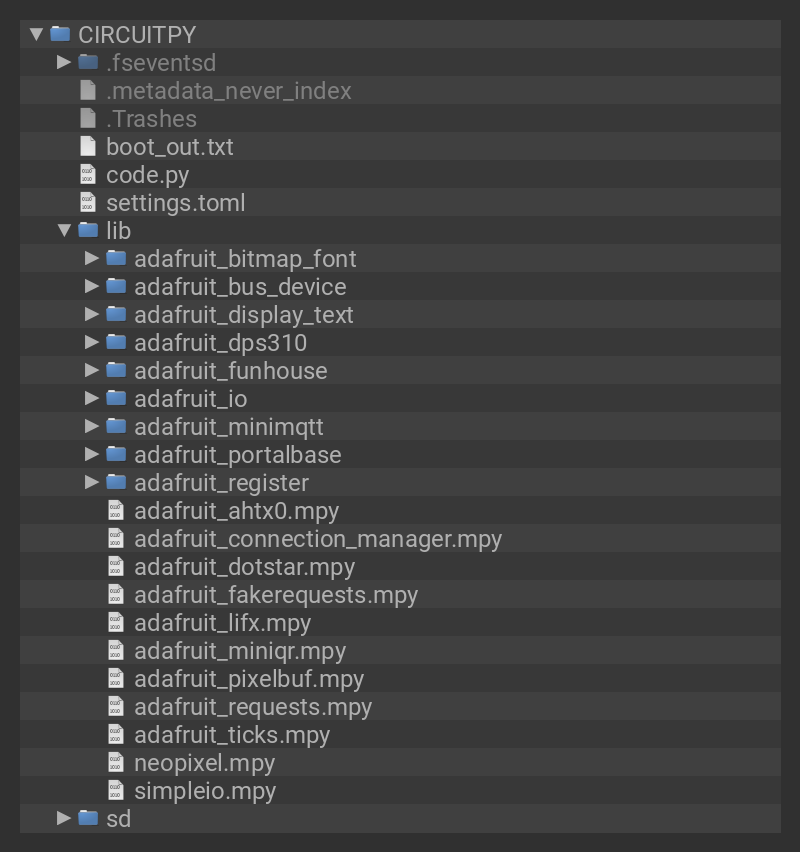 CIRCUITPY
.fseventsd
.metadata_never_index
.Trashes
boot_out.txt
code.py
settings.toml
lib
adafruit_bitmap_font
adafruit_bus_device
adafruit_display_text
adafruit_dps310
adafruit_funhouse
adafruit_io
adafruit_minimqtt
adafruit_portalbase
adafruit_register
adafruit_ahtx0.mpy
adafruit_connection_manager.mpy
adafruit_dotstar.mpy
adafruit_fakerequests.mpy
adafruit_lifx.mpy
adafruit_miniqr.mpy
adafruit_pixelbuf.mpy
adafruit_requests.mpy
adafruit_ticks.mpy
neopixel.mpy
simpleio.mpy
sd